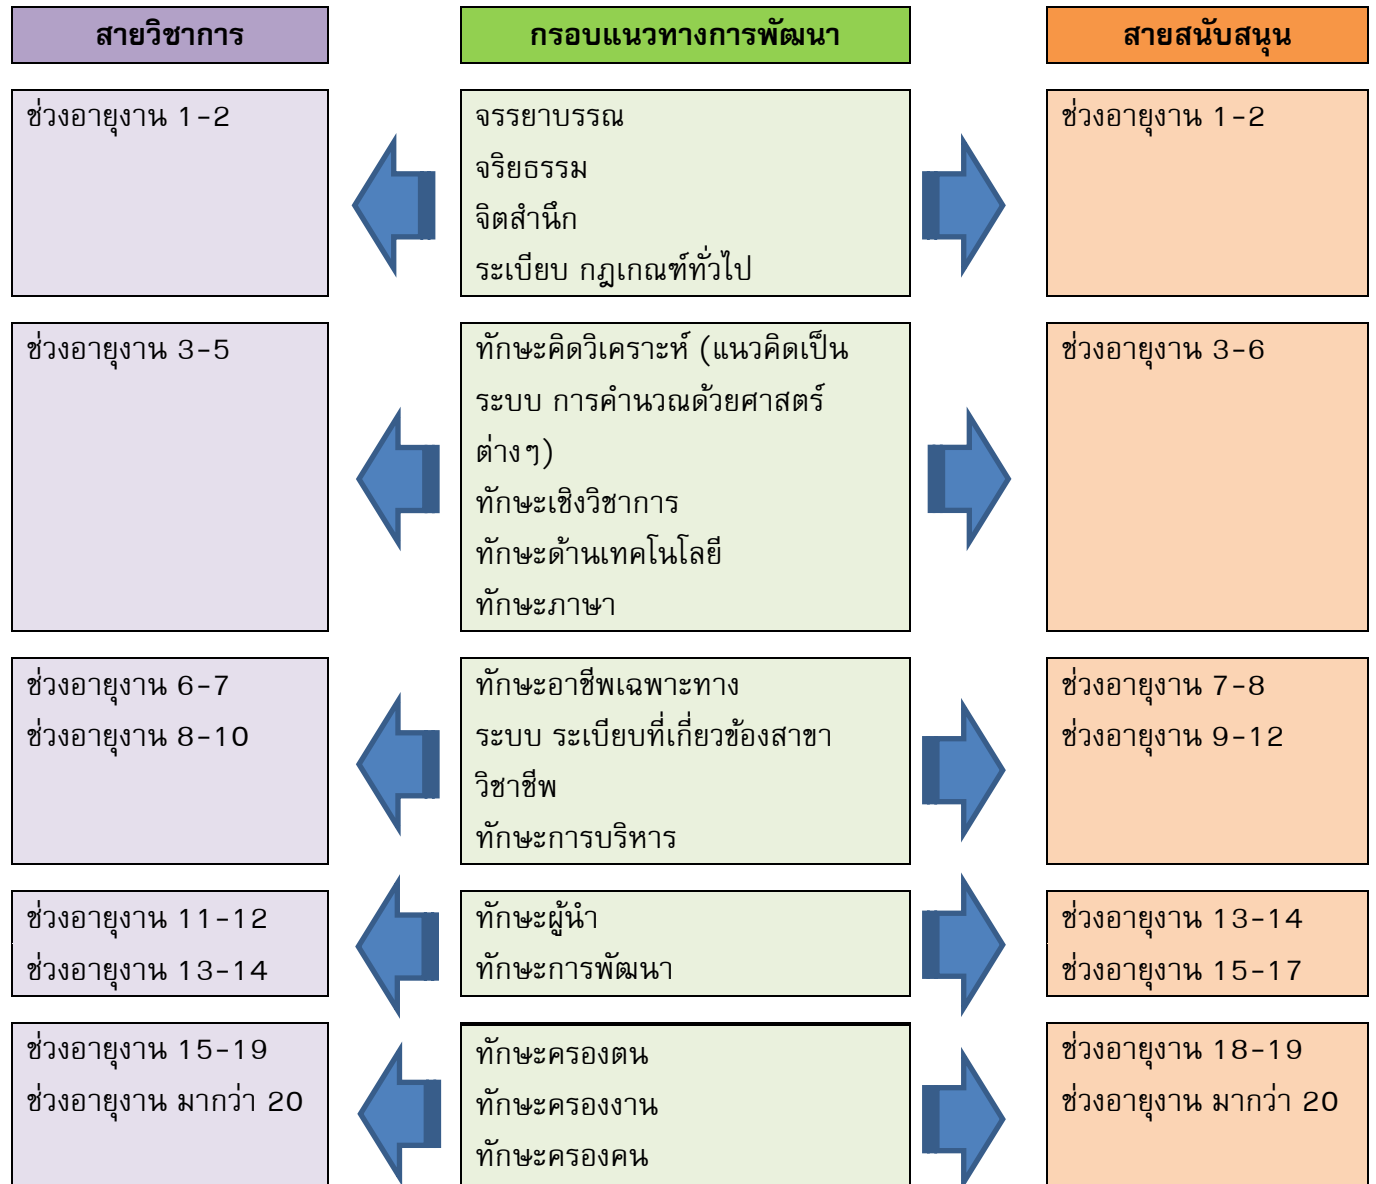 สายวิชาการ
กรอบแนวทางการพัฒนา
สายสนับสนุน
ช่วงอายุงาน 1-2
จรรยาบรรณ
จริยธรรม
จิตสำนึก
ระเบียบ กฎเกณฑ์ทั่วไป
ช่วงอายุงาน 1-2
ช่วงอายุงาน 3-5
ทักษะคิดวิเคราะห์ (แนวคิดเป็น
ระบบ การคำนวณด้วยศาสตร์
ต่างๆ)
ทักษะเชิงวิชาการ
ทักษะด้านเทคโนโลยี
ทักษะภาษา
ช่วงอายุงาน 3-6
ช่วงอายุงาน 6-7
ช่วงอายุงาน 8-10
ทักษะอาชีพเฉพาะทาง
ระบบ ระเบียบที่เกี่ยวข้องสาขา
วิชาชีพ
ทักษะการบริหาร
ช่วงอายุงาน 7-8
ช่วงอายุงาน 9-12
ช่วงอายุงาน 11-12
ช่วงอายุงาน 13-14
ทักษะผู้นำ
ทักษะการพัฒนา
ช่วงอายุงาน 13-14
ช่วงอายุงาน 15-17
ช่วงอายุงาน 15-19
ช่วงอายุงาน มากว่า 20
ทักษะครองตน
ทักษะครองงาน
ทักษะครองคน
ช่วงอายุงาน 18-19
ช่วงอายุงาน มากว่า 20